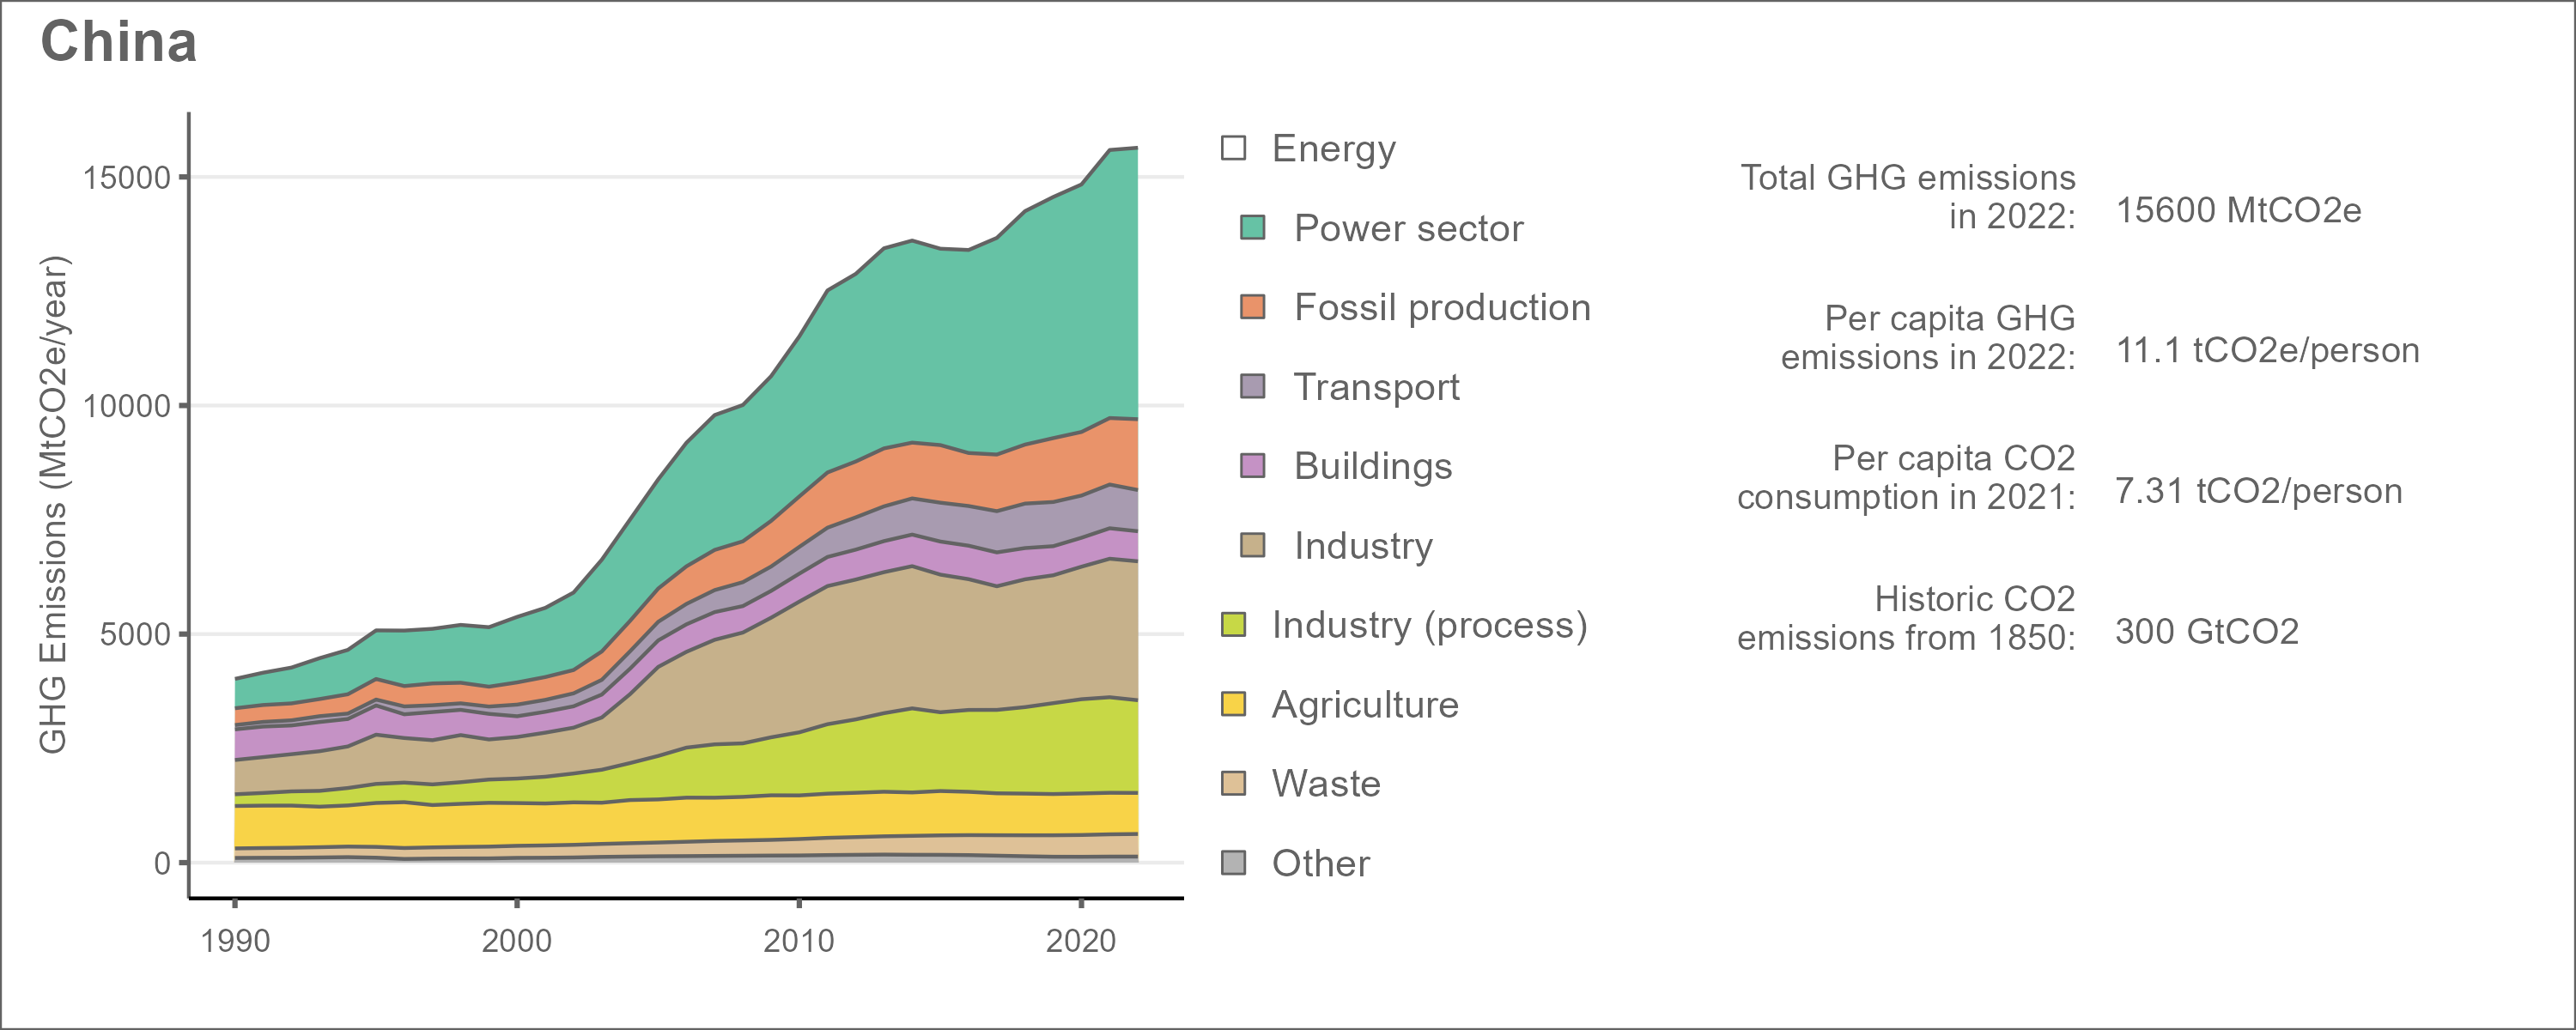 China
GHG Emissions (MtCO2e/year)
15000
10000
5000
0
1990
2000
2010
2020
Energy
Power sector
Fossil production
Transport
Buildings
Industry
Industry (process)
Agriculture
Waste
Other
Total GHG emissions
in 2022:
15600 MtCO2e
Per capita GHG
emissions in 2022:
11.1 tCO2e/person
Per capita CO2
consumption in 2021:
7.31 tCO2/person
Historic CO2
emissions from 1850:
300 GtCO2